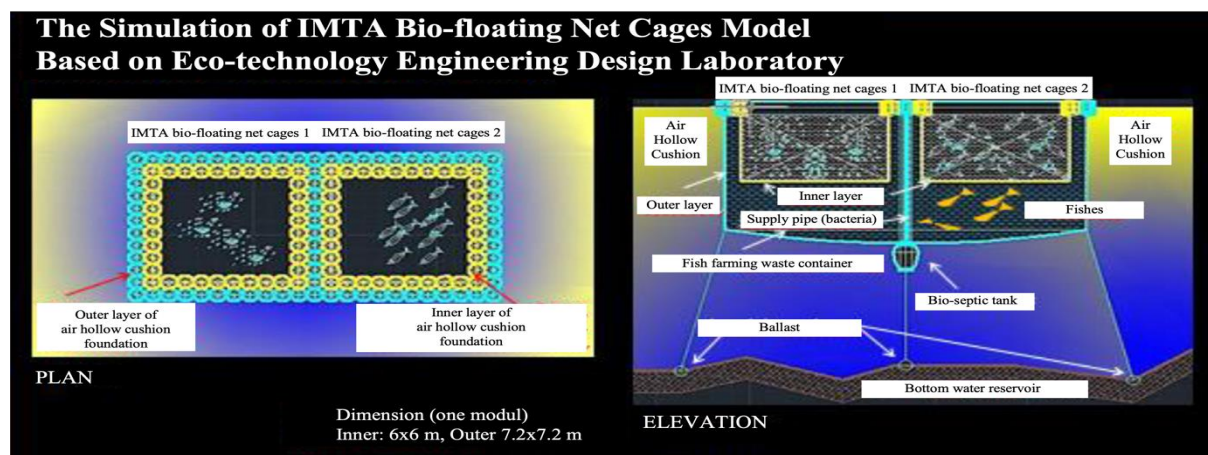 The Simulation of IMTA Bio-floating Net Cages Model
Based on Eco-technology Engineering Design Laboratory
IMTA bio-floating net cages 1
IMTA bio-floating net cages 2
Outer layer of
air hollow cushion
foundation
Inner layer of
air hollow cushion
foundation
PLAN
Dimension (one modul)
Inner: 6x6 m, Outer 7.2x7.2 m
IMTA bio-floating net cages 1
IMTA bio-floating net cages 2
Air
Hollow
Cushion
Air
Hollow
Cushion
Inner layer
Outer layer
Supply pipe (bacteria)
Fishes
Fish farming waste container
Bio-septic tank
Ballast
Bottom water reservoir
ELEVATION